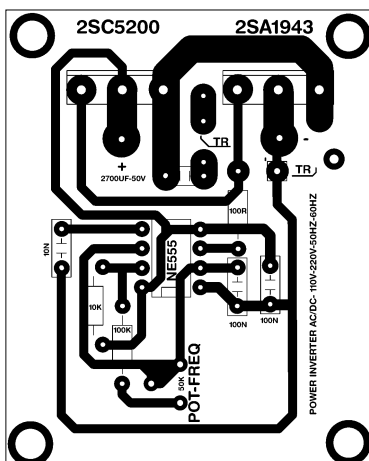 2SC5200
2SA1943
TR
+
-
2700UF-50V
TR
100R
10N
NE555
10K
100K
100N
100N
50K
POT-FREQ
POWER INVERTER AC/DC- 110V-220V-50HZ-60HZ